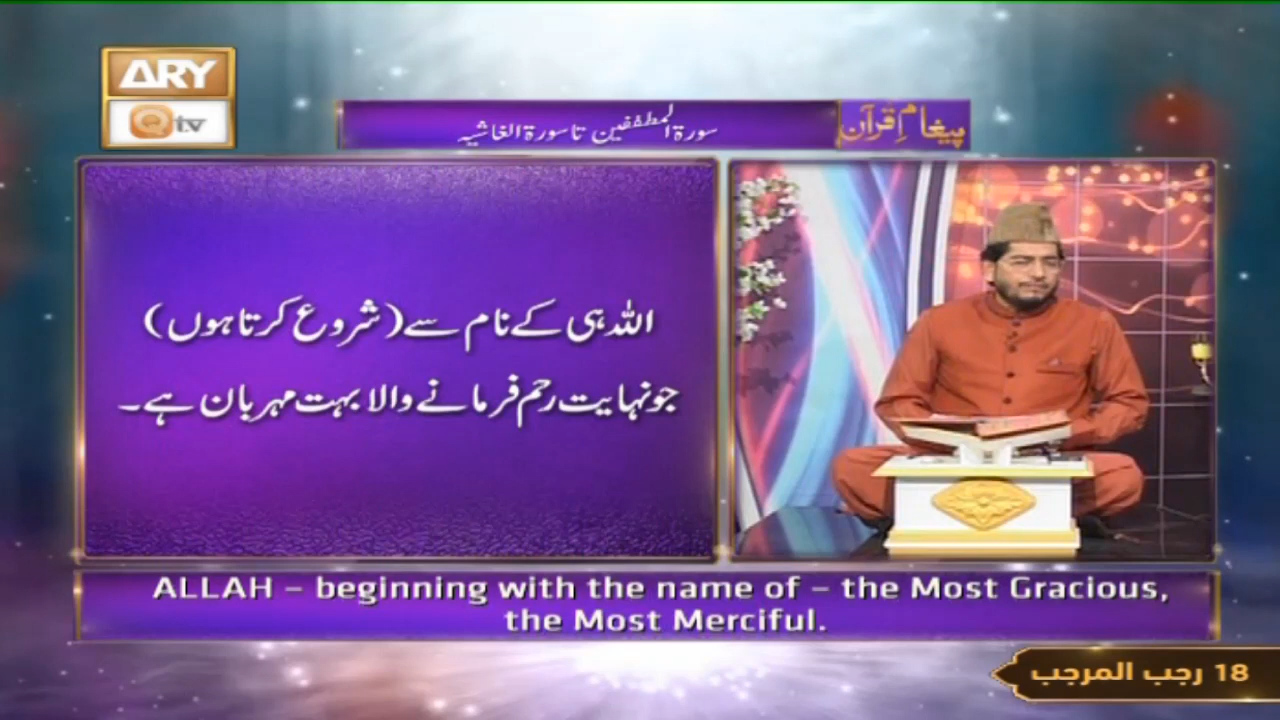 ARY
Qtv
پیغامِ قرآن
سورۃ المطففین تا سورۃ الغاشیہ
اللہ ہی کے نام سے (شروع کرتا ہوں)
جو نہایت رحم فرمانے والا بہت مہربان ہے۔
ALLAH – beginning with the name of – the Most Gracious,
the Most Merciful.
18 رجب المرجب